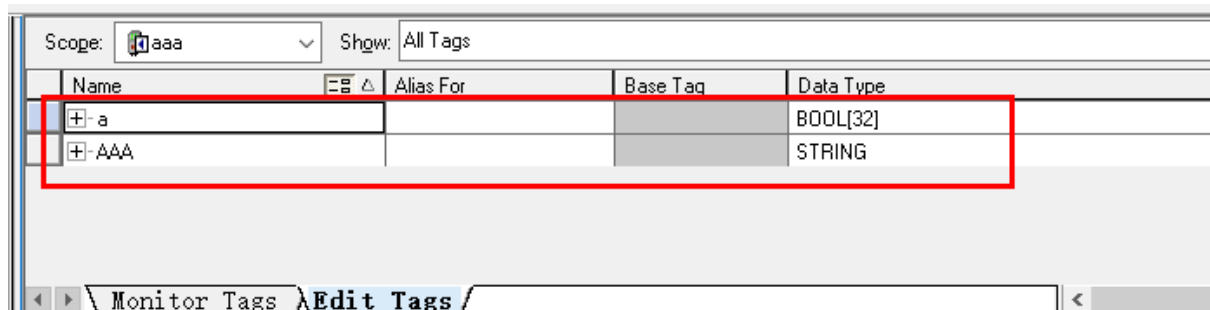 Scope: aaa Show: All Tags
Name Alias For Base Tag Data Type
a BOOL[32]
AAA STRING
Monitor Tags Edit Tags